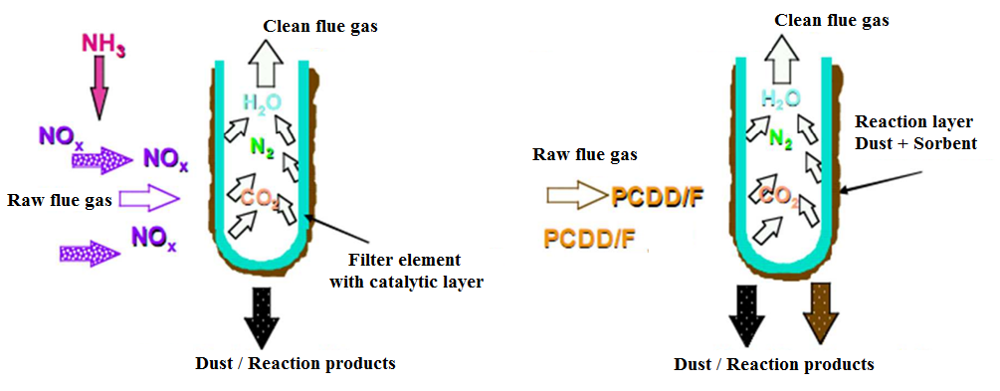 Clean flue gas
NH₃
H₂O
NOₓ
N₂
NOₓ
Raw flue gas
CO₂
NOₓ
Filter element
with catalytic layer
Dust / Reaction products
Clean flue gas
H₂O
Reaction layer
Dust + Sorbent
N₂
Raw flue gas
PCDD/F
CO₂
PCDD/F
Dust / Reaction products